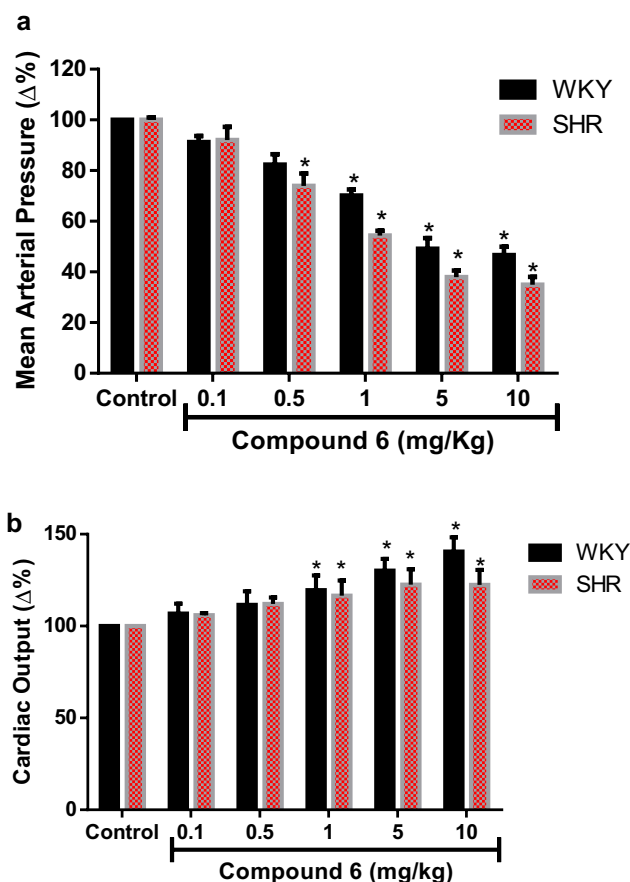 a
Mean Arterial Pressure (Δ%)
120
100
80
60
40
20
0
WKY
SHR
*
*
*
*
*
*
*
Control 0.1 0.5 1 5 10
Compound 6 (mg/Kg)
b
Cardiac Output (Δ%)
150
100
50
0
WKY
SHR
*
*
*
*
*
*
Control 0.1 0.5 1 5 10
Compound 6 (mg/kg)